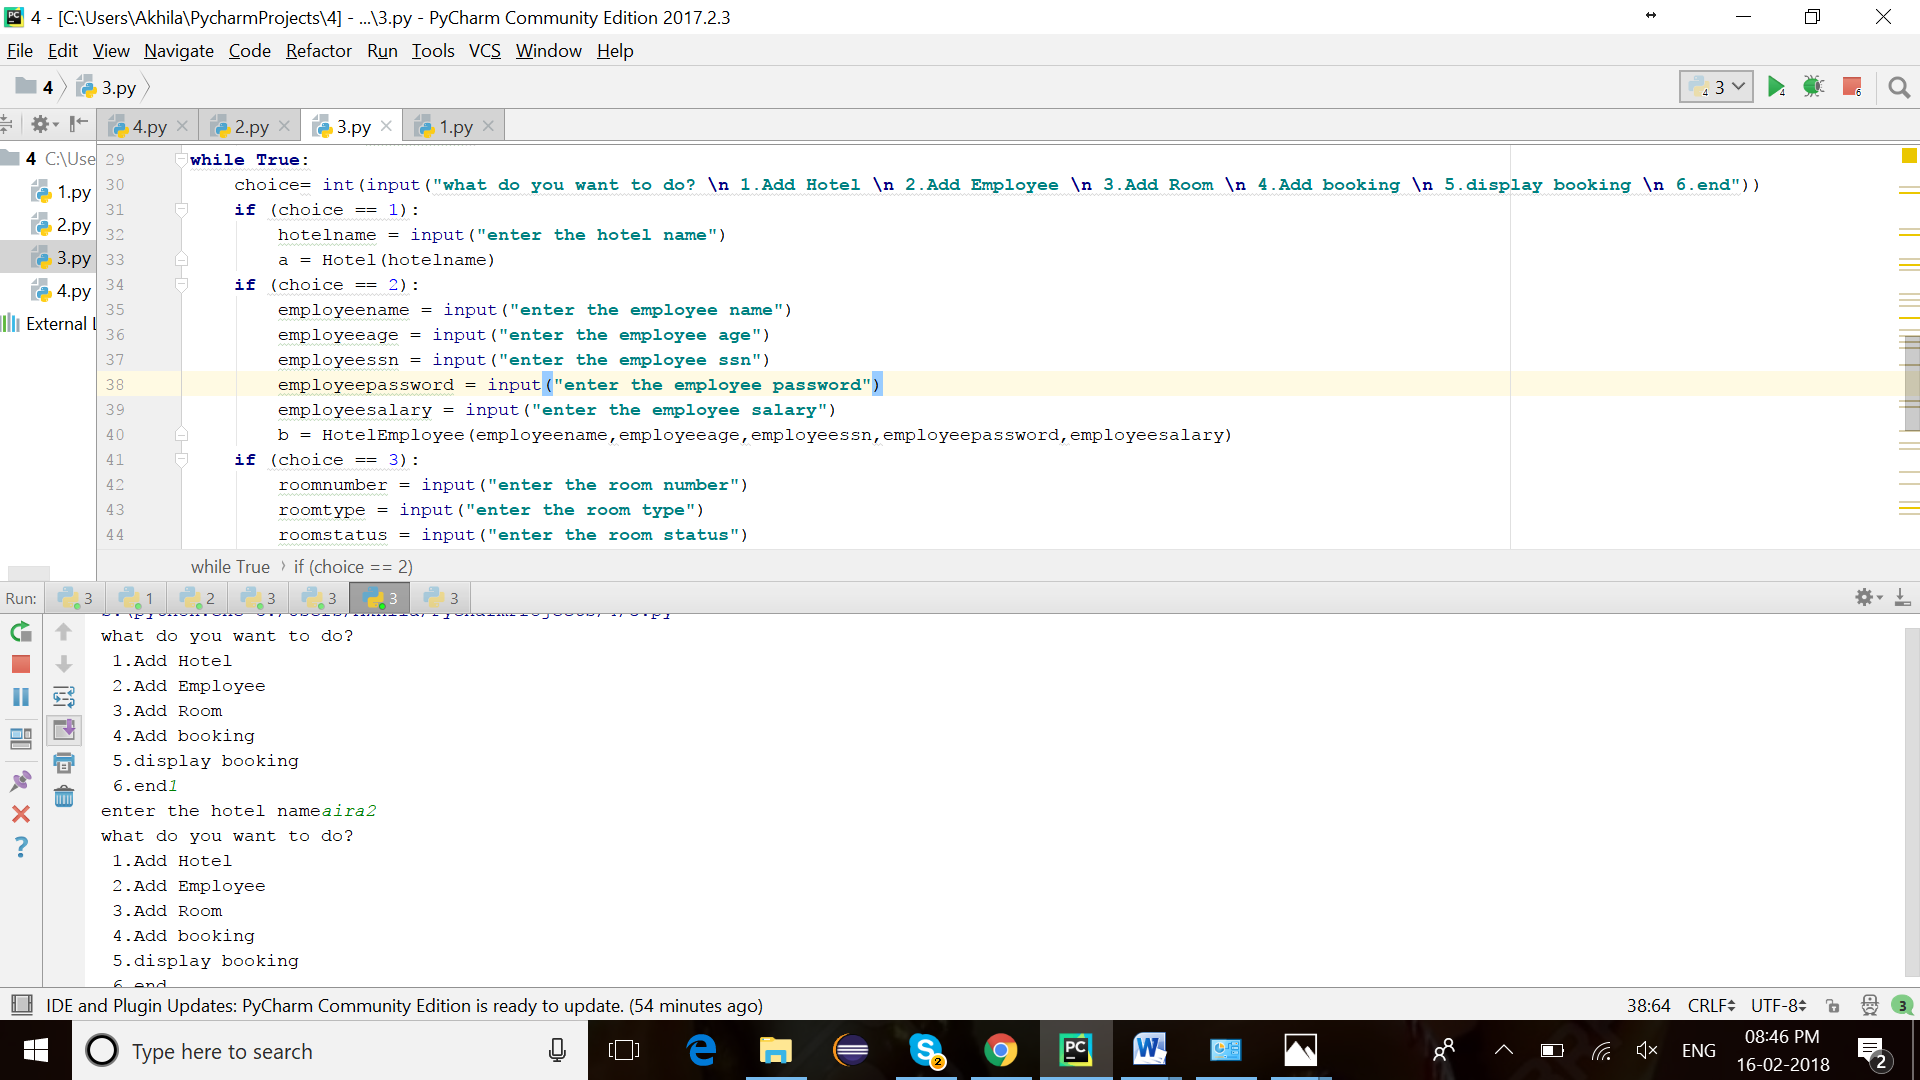 4 - [C:\Users\Akhila\PycharmProjects\4] - ...\3.py - PyCharm Community Edition 2017.2.3
File Edit View Navigate Code Refactor Run Tools VCS Window Help
4 3.py
3
4.py 2.py 3.py 1.py
4 C:\Use
1.py
2.py
3.py
4.py
External L
29 while True:
30 choice= int(input("what do you want to do? \n 1.Add Hotel \n 2.Add Employee \n 3.Add Room \n 4.Add booking \n 5.display booking \n 6.end"))
31 if (choice == 1):
32 hotelname = input("enter the hotel name")
33 a = Hotel(hotelname)
34 if (choice == 2):
35 employeename = input("enter the employee name")
36 employeeage = input("enter the employee age")
37 employeessn = input("enter the employee ssn")
38 employeepassword = input("enter the employee password")
39 employeesalary = input("enter the employee salary")
40 b = HotelEmployee(employeename,employeeage,employeessn,employeepassword,employeesalary)
41 if (choice == 3):
42 roomnumber = input("enter the room number")
43 roomtype = input("enter the room type")
44 roomstatus = input("enter the room status")
while True › if (choice == 2)
Run: 3 1 2 3 3 3 3
what do you want to do?
1.Add Hotel
2.Add Employee
3.Add Room
4.Add booking
5.display booking
6.end1
enter the hotel nameaira2
what do you want to do?
1.Add Hotel
2.Add Employee
3.Add Room
4.Add booking
5.display booking
6.end
IDE and Plugin Updates: PyCharm Community Edition is ready to update. (54 minutes ago)
38:64 CRLF UTF-8 3
Type here to search
ENG
08:46 PM
16-02-2018
2